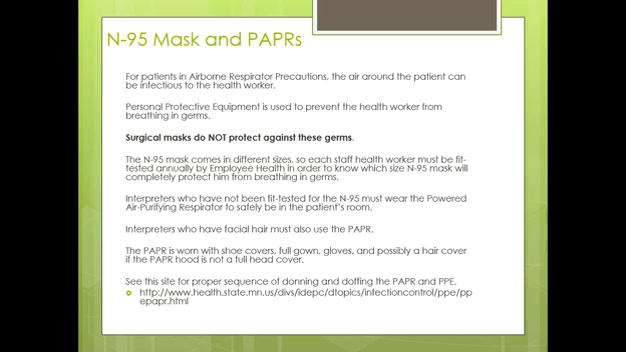 N-95 Mask and PAPRs
For patients in Airborne Respirator Precautions, the air around the patient can
be infectious to the health worker.
Personal Protective Equipment is used to prevent the health worker from
breathing in germs.
Surgical masks do NOT protect against these germs.
The N-95 mask comes in different sizes, so each staff health worker must be fit-
tested annually by Employee Health in order to know which size N-95 mask will
completely protect him from breathing in germs.
Interpreters who have not been fit-tested for the N-95 must wear the Powered
Air-Purifying Respirator to safely be in the patient's room.
Interpreters who have facial hair must also use the PAPR.
The PAPR is worn with shoe covers, full gown, gloves, and possibly a hair cover
if the PAPR hood is not a full head cover.
See this site for proper sequence of donning and doffing the PAPR and PPE.
http://www.health.state.mn.us/divs/idepc/dtopics/infectioncontrol/ppe/pp
epapr.html